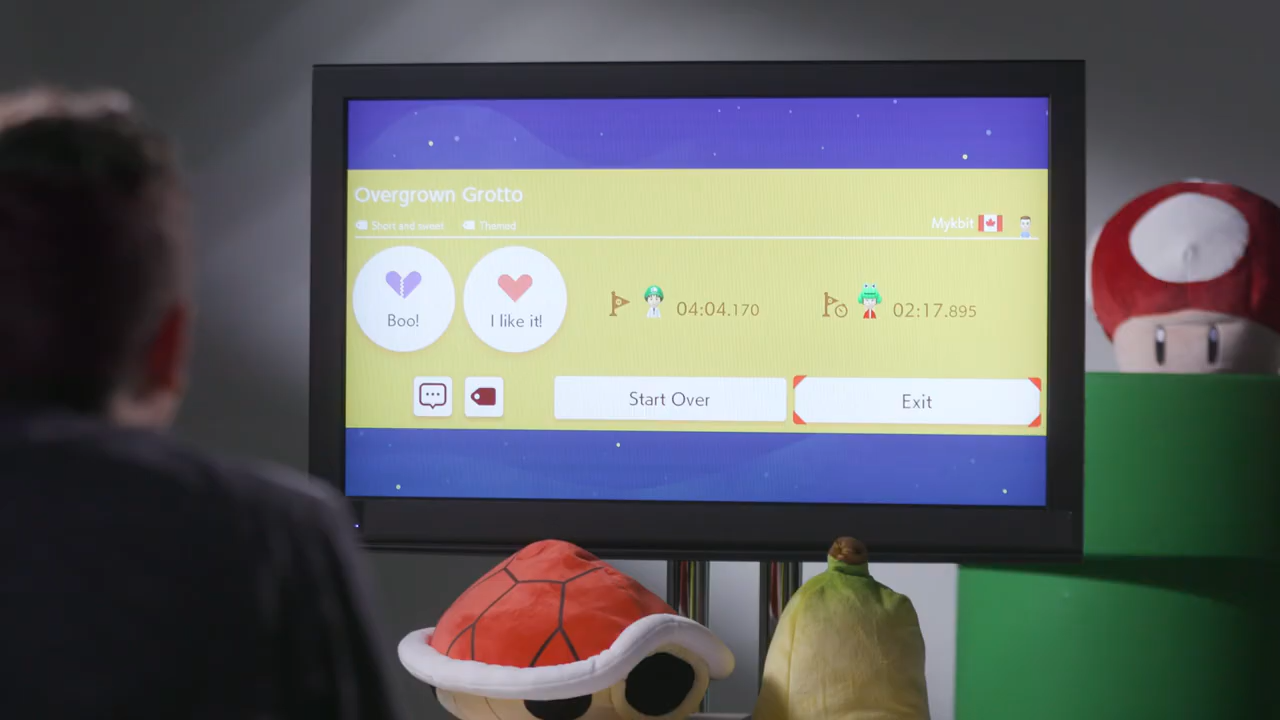 Overgrown Grotto
Short and sweet Themed
Mykbit
Boo!
I like it!
04:04.170
02:17.895
Start Over
Exit